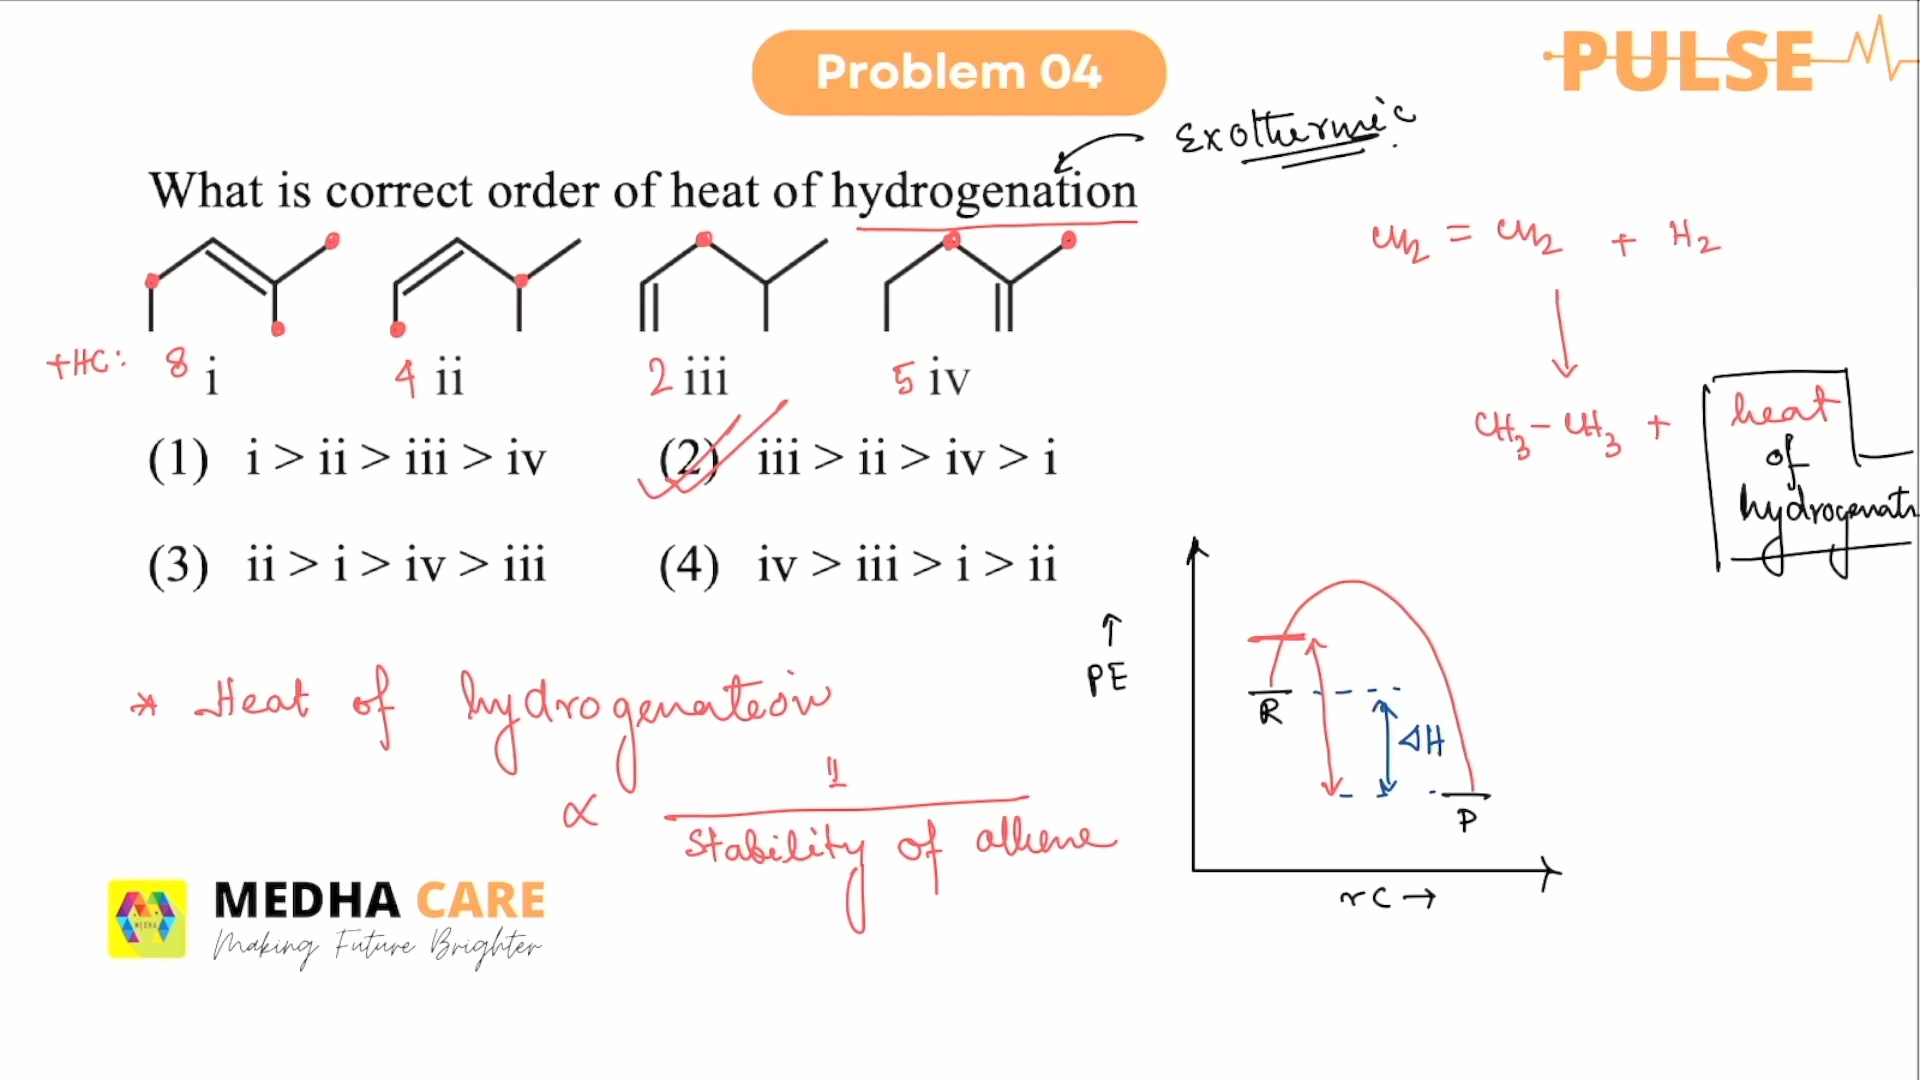 Problem 04
PULSE
Exothermic
What is correct order of heat of hydrogenation
CH2 = CH2 + H2
+HC: 8 i 4 ii 2 iii 5 iv
CH3 - CH3 + heat of hydrogenat
(1) i > ii > iii > iv (2) iii > ii > iv > i
(3) ii > i > iv > iii (4) iv > iii > i > ii
↑ PE
R
ΔH
P
rC →
* Heat of hydrogenation
∝ 1
stability of alkene
MEDHA
MEDHA CARE
Making Future Brighter